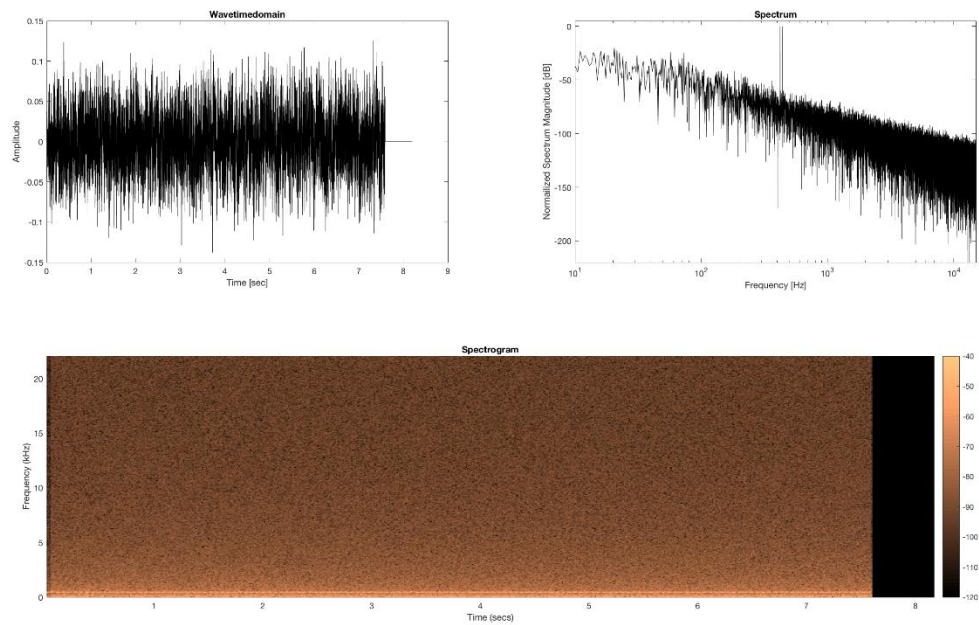 Wavetimedomain
0.15
0.1
0.05
0
-0.05
-0.1
-0.15
Amplitude
0 1 2 3 4 5 6 7 8 9
Time [sec]
Spectrum
0
-50
-100
-150
-200
Normailized Spectrum Magnitude [dB]
10^1 10^2 10^3 10^4
Frequency [Hz]
Spectrogram
20
15
10
5
0
Frequency (kHz)
1 2 3 4 5 6 7 8
Time (secs)
-40
-50
-60
-70
-80
-90
-100
-110
-120